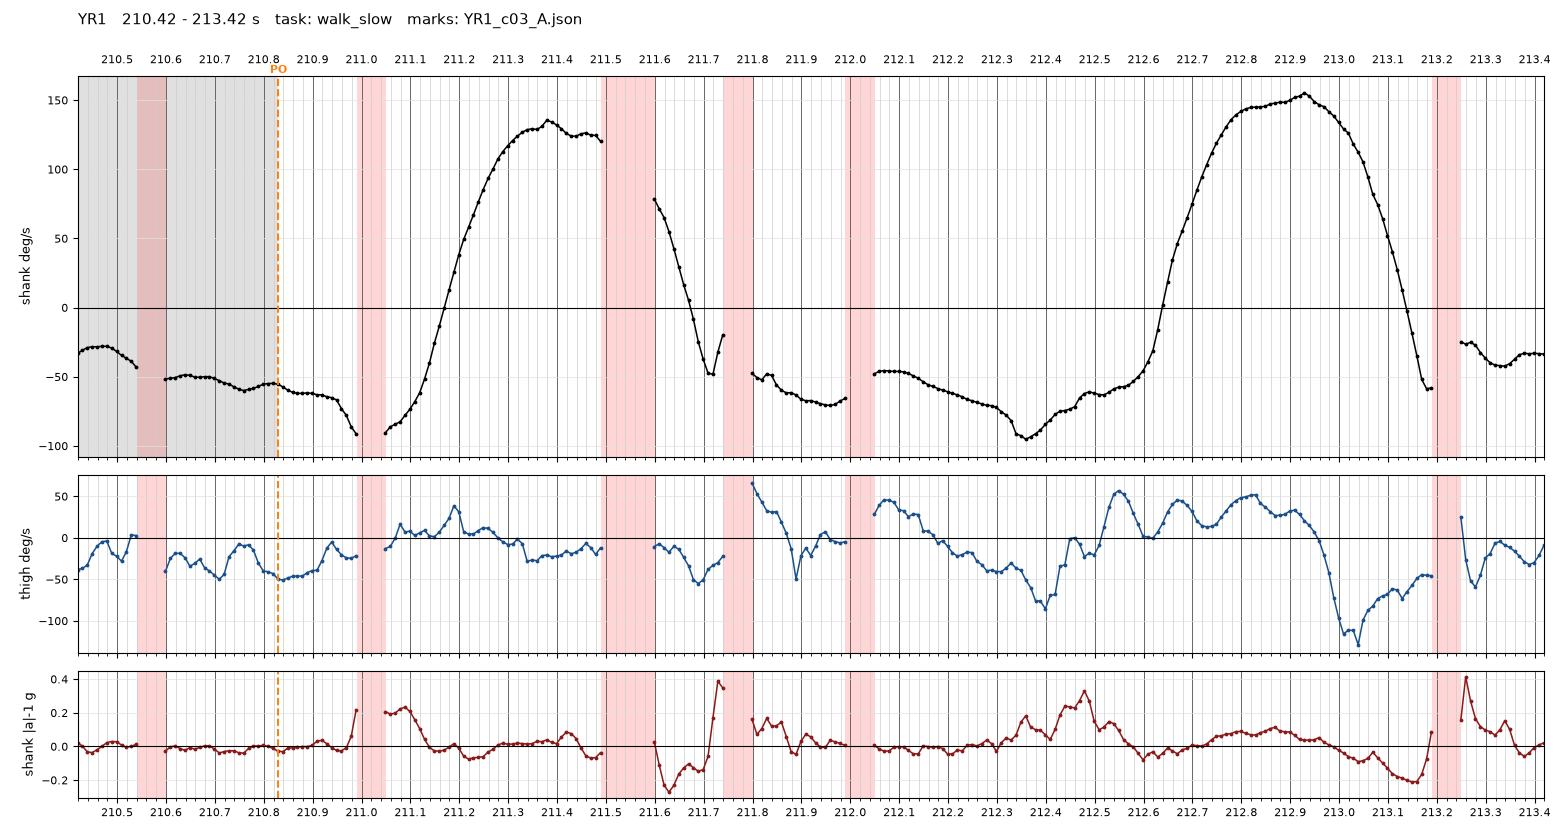 YR1   210.42 - 213.42 s   task: walk_slow   marks: YR1_c03_A.json
210.5 210.6 210.7 210.8 210.9 211.0 211.1 211.2 211.3 211.4 211.5 211.6 211.7 211.8 211.9 212.0 212.1 212.2 212.3 212.4 212.5 212.6 212.7 212.8 212.9 213.0 213.1 213.2 213.3 213.4
PO
150
100
50
0
−50
−100
shank deg/s
50
0
−50
−100
thigh deg/s
0.4
0.2
0.0
−0.2
shank |a|-1 g
210.5 210.6 210.7 210.8 210.9 211.0 211.1 211.2 211.3 211.4 211.5 211.6 211.7 211.8 211.9 212.0 212.1 212.2 212.3 212.4 212.5 212.6 212.7 212.8 212.9 213.0 213.1 213.2 213.3 213.4